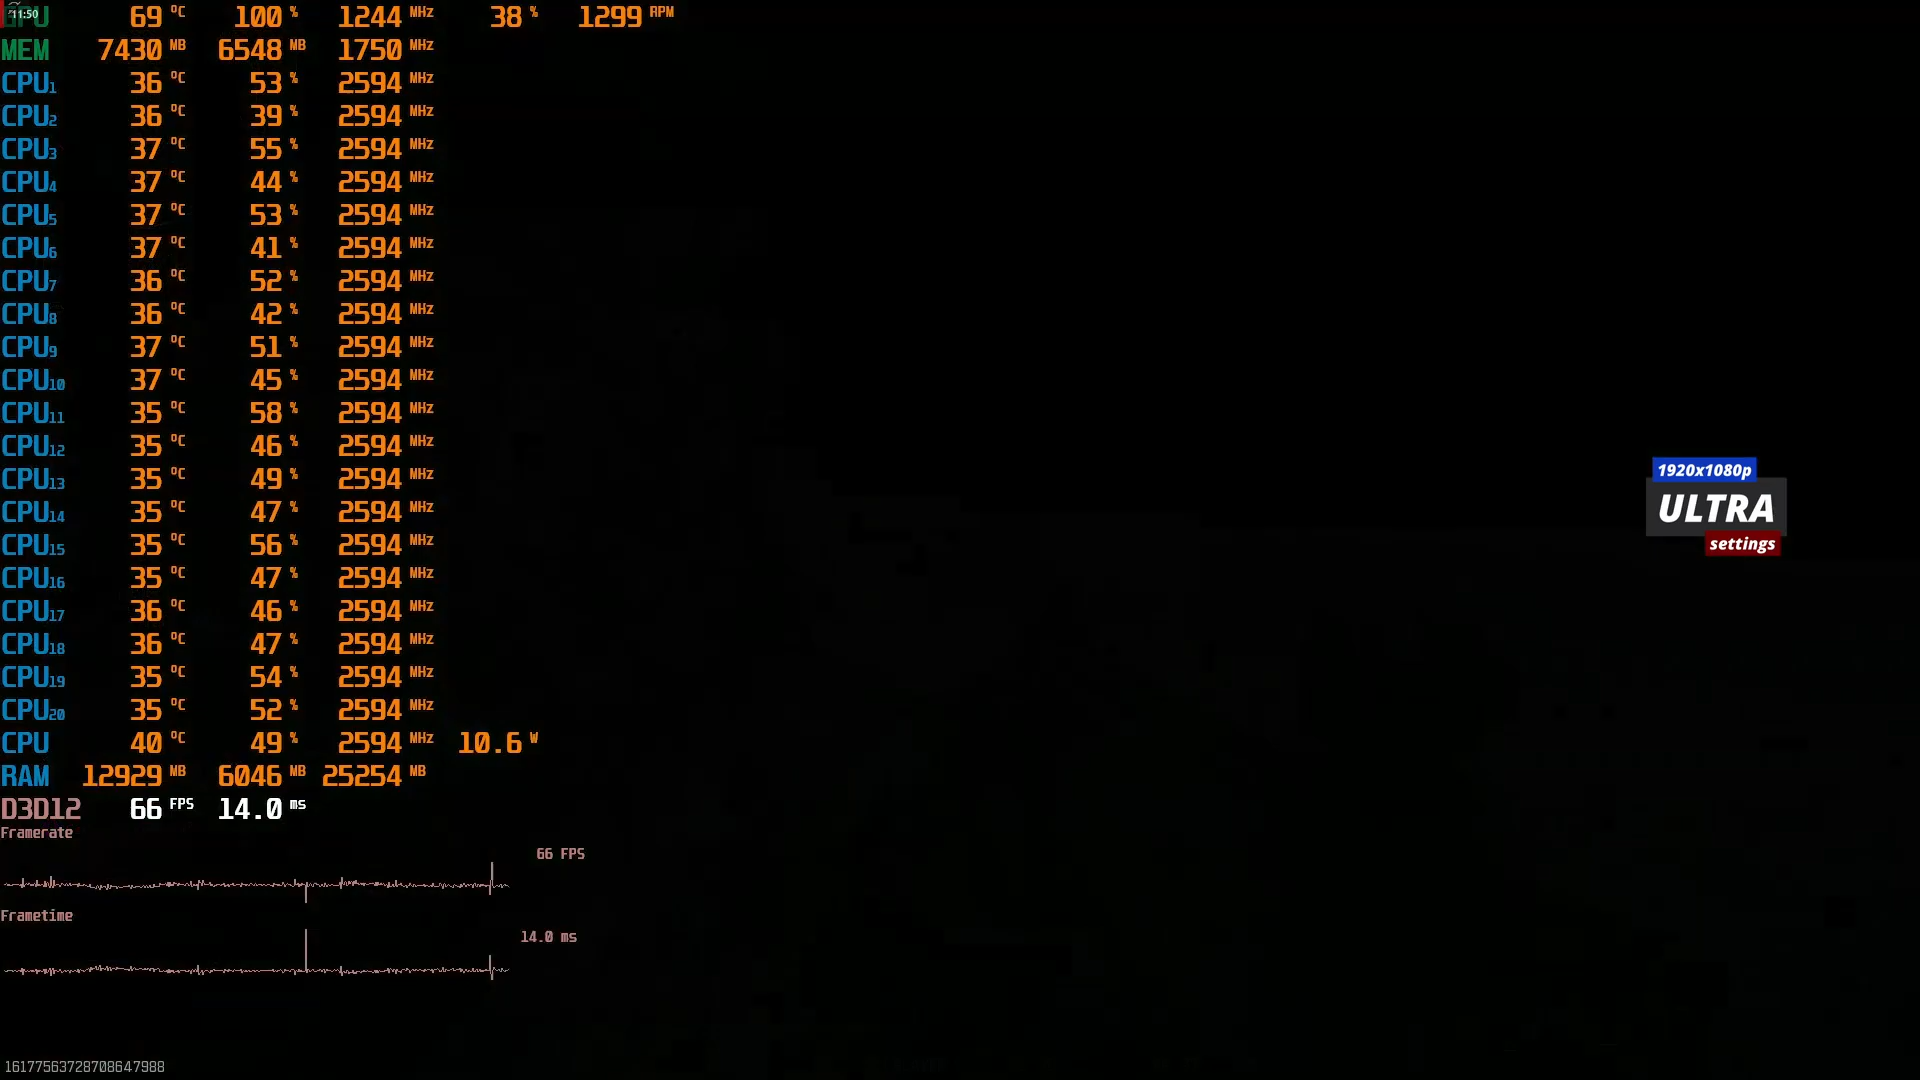 GPU 69 °C 100 % 1244 MHz 38 % 1299 RPM
11:50
MEM 7430 MB 6548 MB 1750 MHz
CPU1 36 °C 53 % 2594 MHz
CPU2 36 °C 39 % 2594 MHz
CPU3 37 °C 55 % 2594 MHz
CPU4 37 °C 44 % 2594 MHz
CPU5 37 °C 53 % 2594 MHz
CPU6 37 °C 41 % 2594 MHz
CPU7 36 °C 52 % 2594 MHz
CPU8 36 °C 42 % 2594 MHz
CPU9 37 °C 51 % 2594 MHz
CPU10 37 °C 45 % 2594 MHz
CPU11 35 °C 58 % 2594 MHz
CPU12 35 °C 46 % 2594 MHz
CPU13 35 °C 49 % 2594 MHz
CPU14 35 °C 47 % 2594 MHz
CPU15 35 °C 56 % 2594 MHz
CPU16 35 °C 47 % 2594 MHz
CPU17 36 °C 46 % 2594 MHz
CPU18 36 °C 47 % 2594 MHz
CPU19 35 °C 54 % 2594 MHz
CPU20 35 °C 52 % 2594 MHz
CPU 40 °C 49 % 2594 MHz 10.6 W
RAM 12929 MB 6046 MB 25254 MB
D3D12 66 FPS 14.0 ms
Framerate
66 FPS
Frametime
14.0 ms
16177563728708647988
1920x1080p
ULTRA
settings